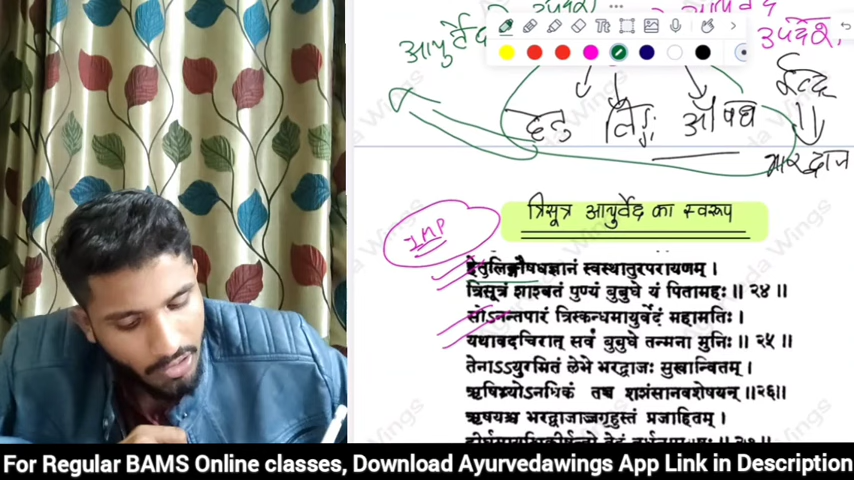 आयुर्वेद
उपदेश.
हेतु लिङ्ग औषध
इन्द्र
भारद्वाज
त्रिसूत्र आयुर्वेद का स्वरूप
IMP
हेतुलिङ्गौषधज्ञानं स्वस्थातुरपरायणम् ।
त्रिसूत्रं शाश्वतं पुण्यं बुबुधे यं पितामहः ॥ २४ ॥
सोऽनन्तपारं त्रिस्कन्धमायुर्वेदं महामतिः ।
यथावदचिरात् सर्वं बुबुधे तन्मना मुनिः ॥ २५ ॥
तेनाऽऽयुरमितं लेभे भरद्वाजः सुखान्वितम् ।
ऋषिभ्योऽनधिकं तच्च शशंसानवशेषयन् ॥२६॥
ऋषयश्च भरद्वाजाज्जगृहुस्तं प्रजाहितम् ।
For Regular BAMS Online classes, Download Ayurvedawings App Link in Description